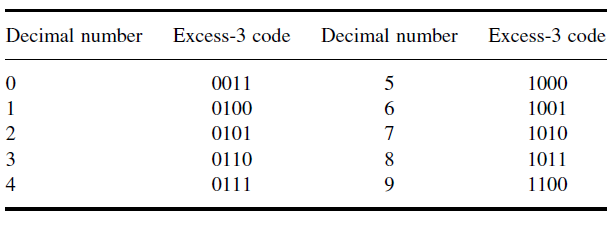 Decimal number Excess-3 code Decimal number Excess-3 code
0 0011 5 1000
1 0100 6 1001
2 0101 7 1010
3 0110 8 1011
4 0111 9 1100